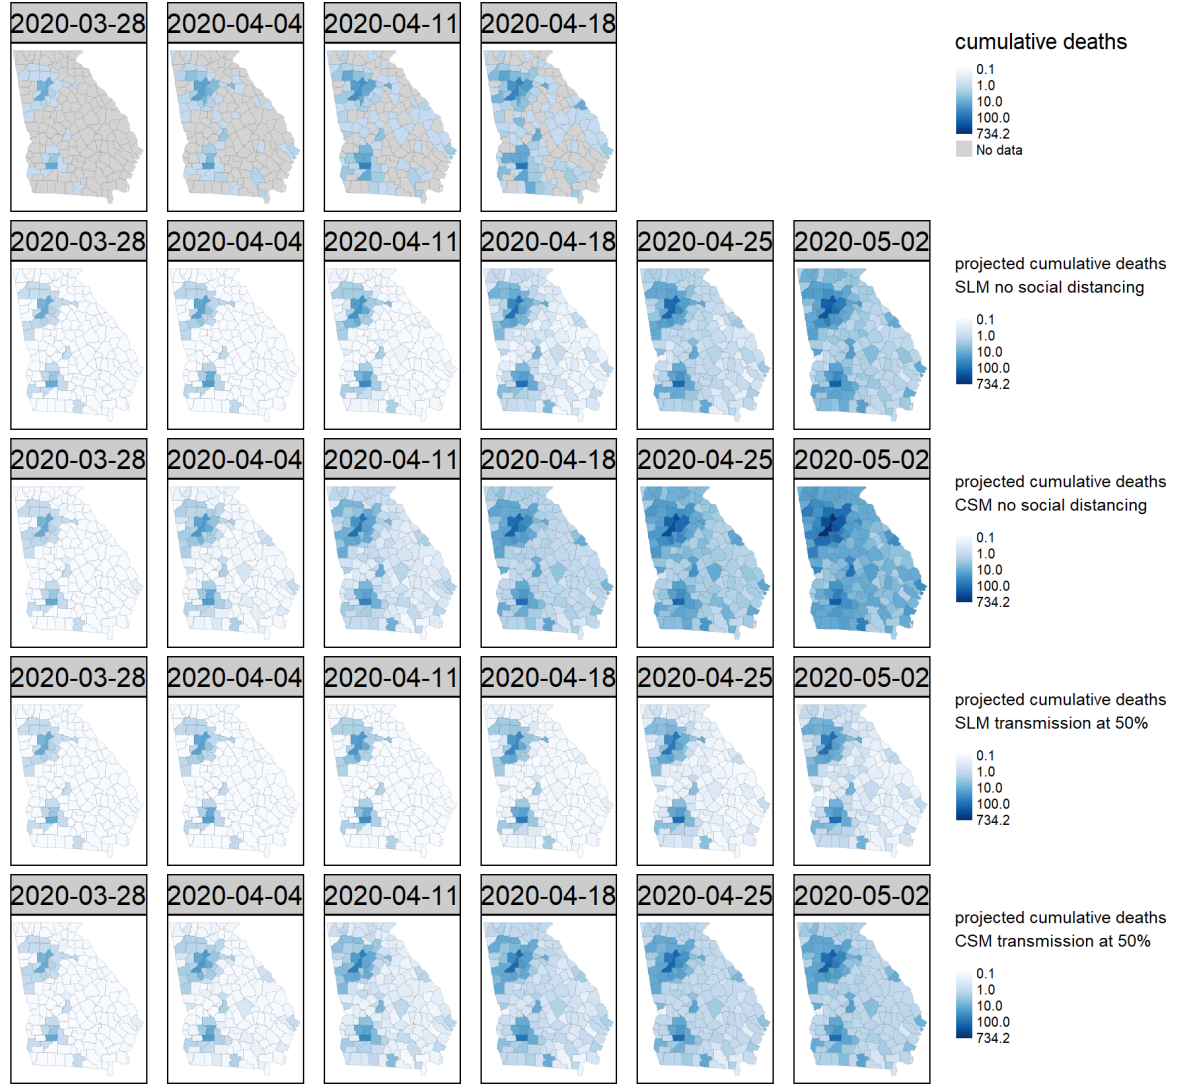 2020-03-28 2020-04-04 2020-04-11 2020-04-18
cumulative deaths
0.1
1.0
10.0
100.0
734.2
No data
2020-03-28 2020-04-04 2020-04-11 2020-04-18 2020-04-25 2020-05-02
projected cumulative deaths
SLM no social distancing
0.1
1.0
10.0
100.0
734.2
2020-03-28 2020-04-04 2020-04-11 2020-04-18 2020-04-25 2020-05-02
projected cumulative deaths
CSM no social distancing
0.1
1.0
10.0
100.0
734.2
2020-03-28 2020-04-04 2020-04-11 2020-04-18 2020-04-25 2020-05-02
projected cumulative deaths
SLM transmission at 50%
0.1
1.0
10.0
100.0
734.2
2020-03-28 2020-04-04 2020-04-11 2020-04-18 2020-04-25 2020-05-02
projected cumulative deaths
CSM transmission at 50%
0.1
1.0
10.0
100.0
734.2